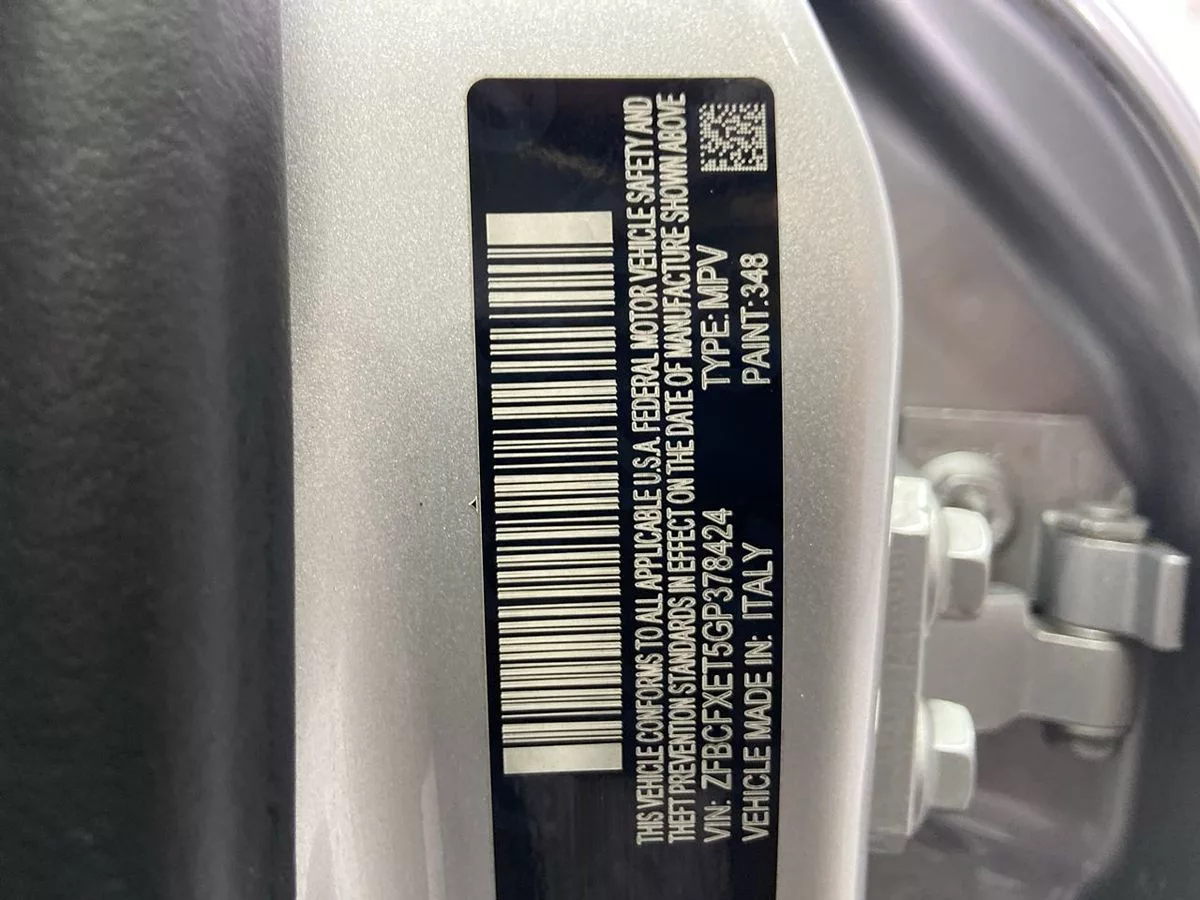 THIS VEHICLE CONFORMS TO ALL APPLICABLE U.S.A. FEDERAL MOTOR VEHICLE SAFETY AND
THEFT PREVENTION STANDARDS IN EFFECT ON THE DATE OF MANUFACTURE SHOWN ABOVE
VIN: ZFBCFXET5GP378424 TYPE: MPV
VEHICLE MADE IN: ITALY PAINT: 348